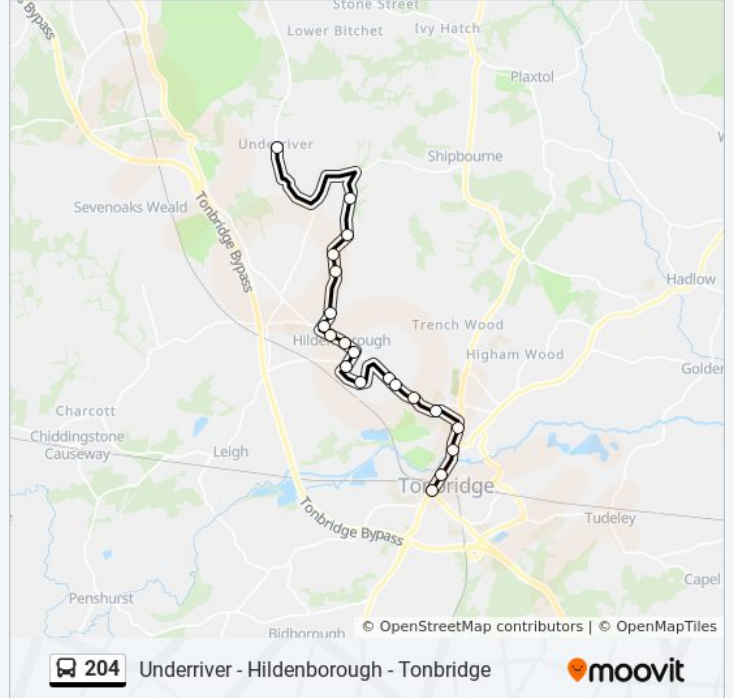 Stone Street
Lower Bitchet
Ivy Hatch
s Bypass
Plaxtol
Underriver
Shipbourne
Sevenoaks Weald
Tonbridge Bypass
Hadlow
Trench Wood
Hildenborough
Higham Wood
Golden
Charcott
Chiddingstone
Causeway
Leigh
Tonbridge
Tonbridge Bypass
Tudeley
Capel
Penshurst
Bidborough
© OpenStreetMap contributors | © OpenMapTiles
204 Underriver - Hildenborough - Tonbridge
moovit